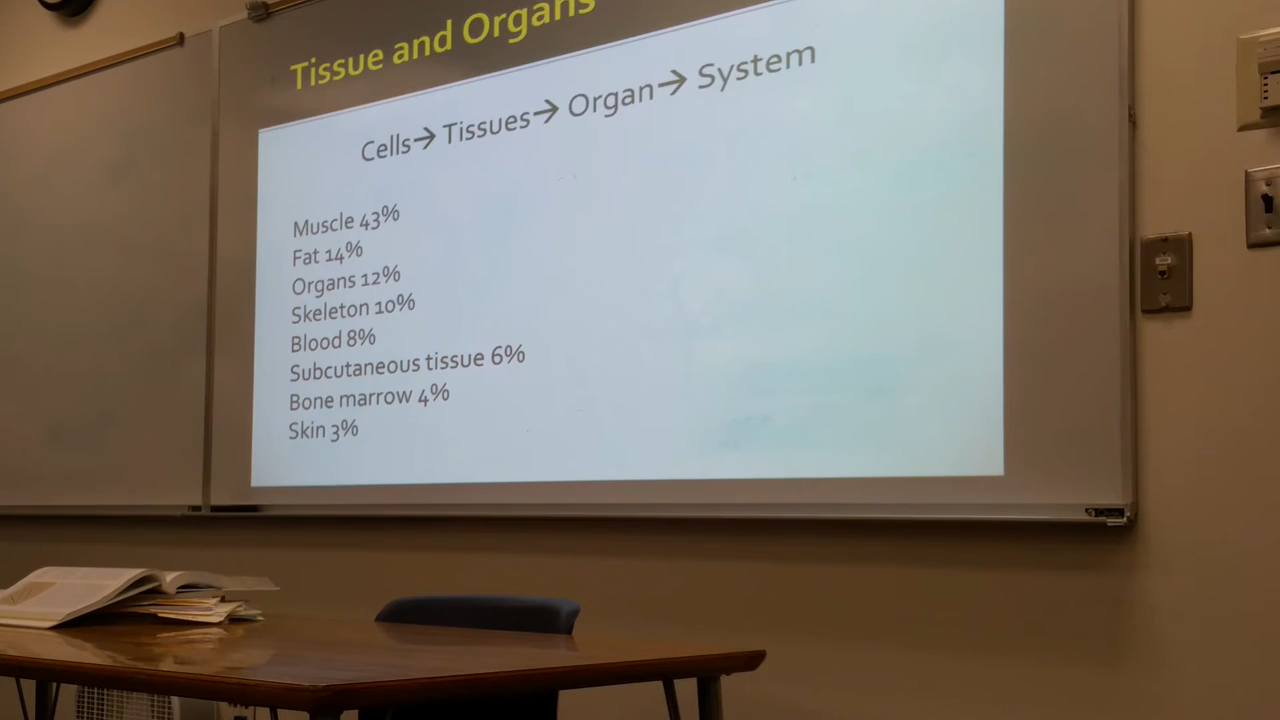 Tissue and Organs
Cells→ Tissues→ Organ→ System
Muscle 43%
Fat 14%
Organs 12%
Skeleton 10%
Blood 8%
Subcutaneous tissue 6%
Bone marrow 4%
Skin 3%